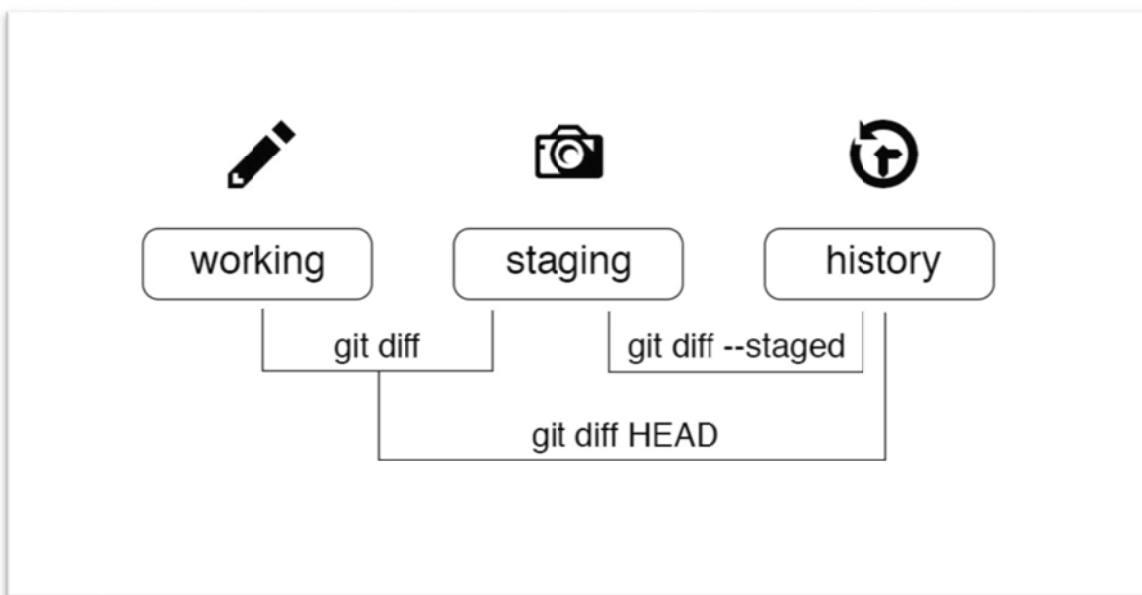 working
staging
history
git diff
git diff --staged
git diff HEAD